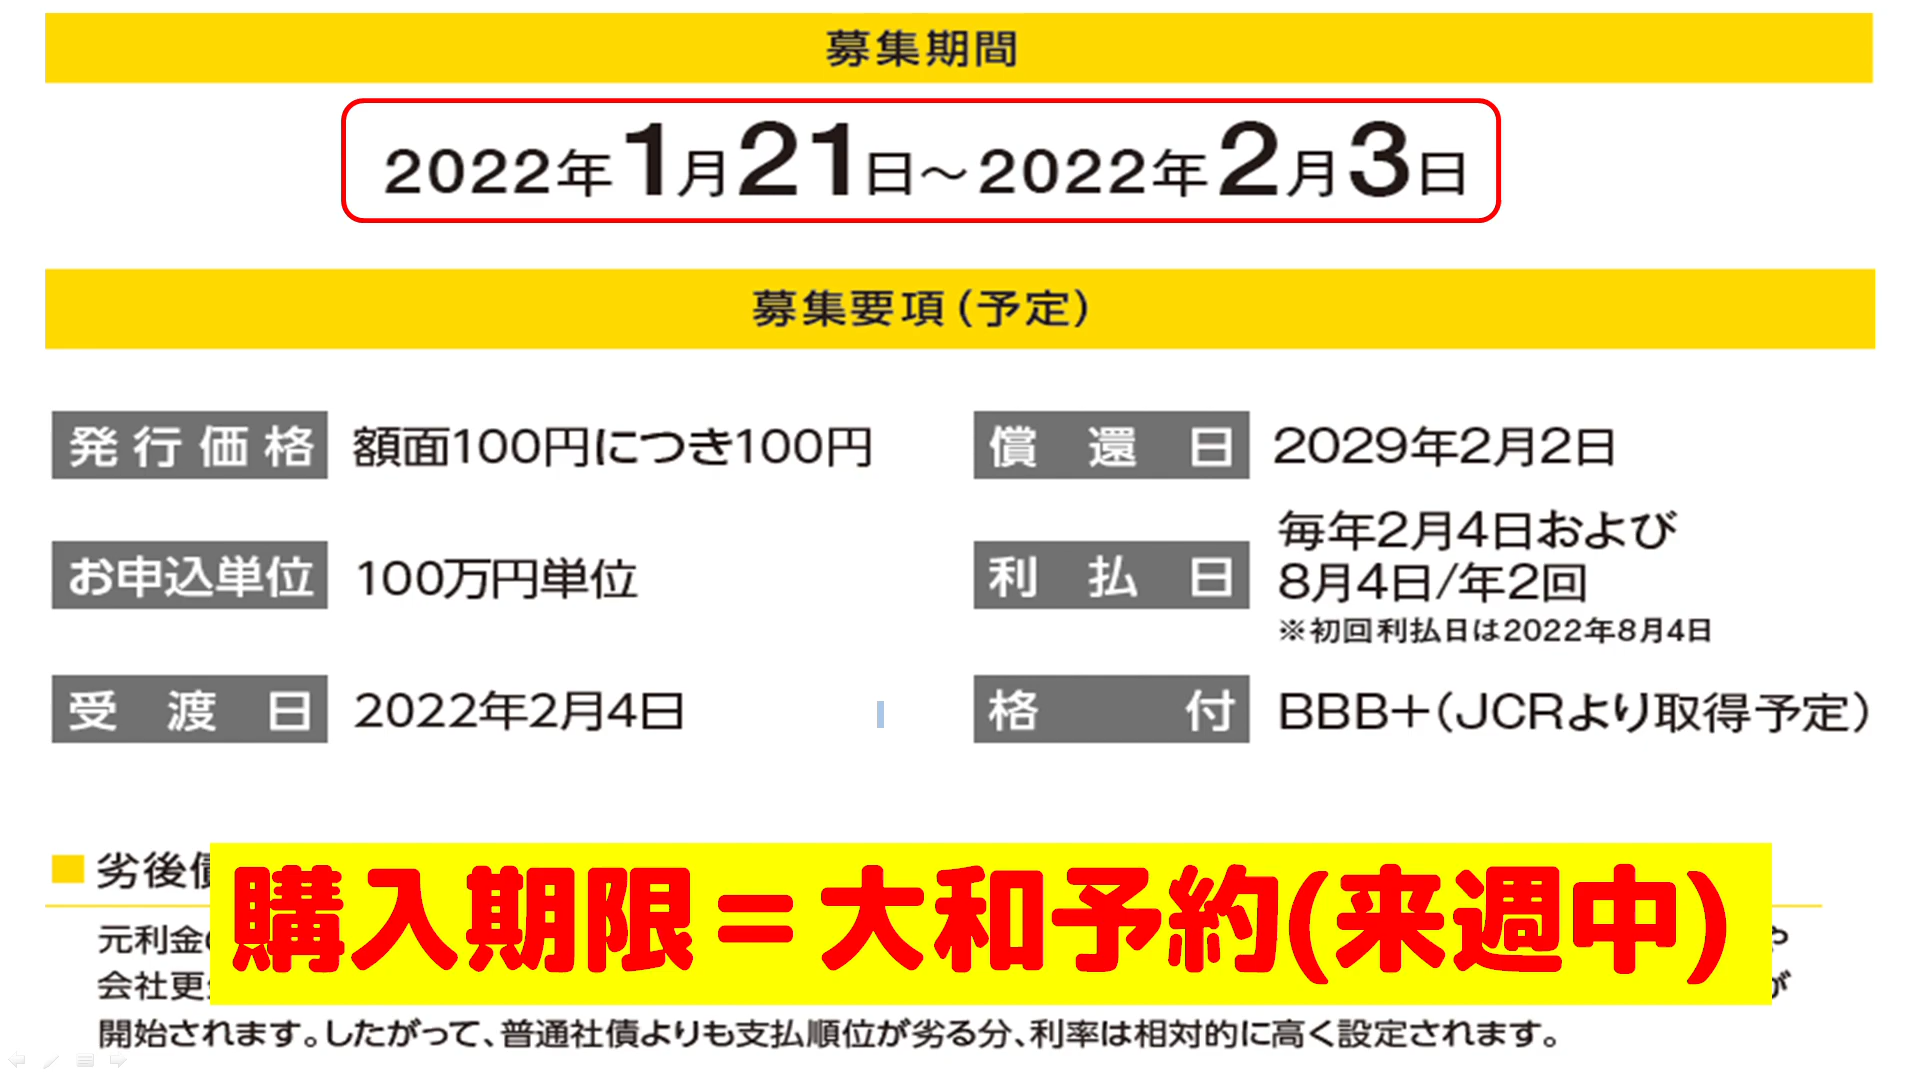 募集期間
2022年1月21日～2022年2月3日
募集要項(予定)
発行価格 額面100円につき100円
償還日 2029年2月2日
お申込単位 100万円単位
利払日 毎年2月4日および
8月4日/年2回
※初回利払日は2022年8月4日
受渡日 2022年2月4日
格付 BBB+(JCRより取得予定)
劣後債
購入期限=大和予約(来週中)
元利金 や
会社更 が
開始されます。したがって、普通社債よりも支払順位が劣る分、利率は相対的に高く設定されます。